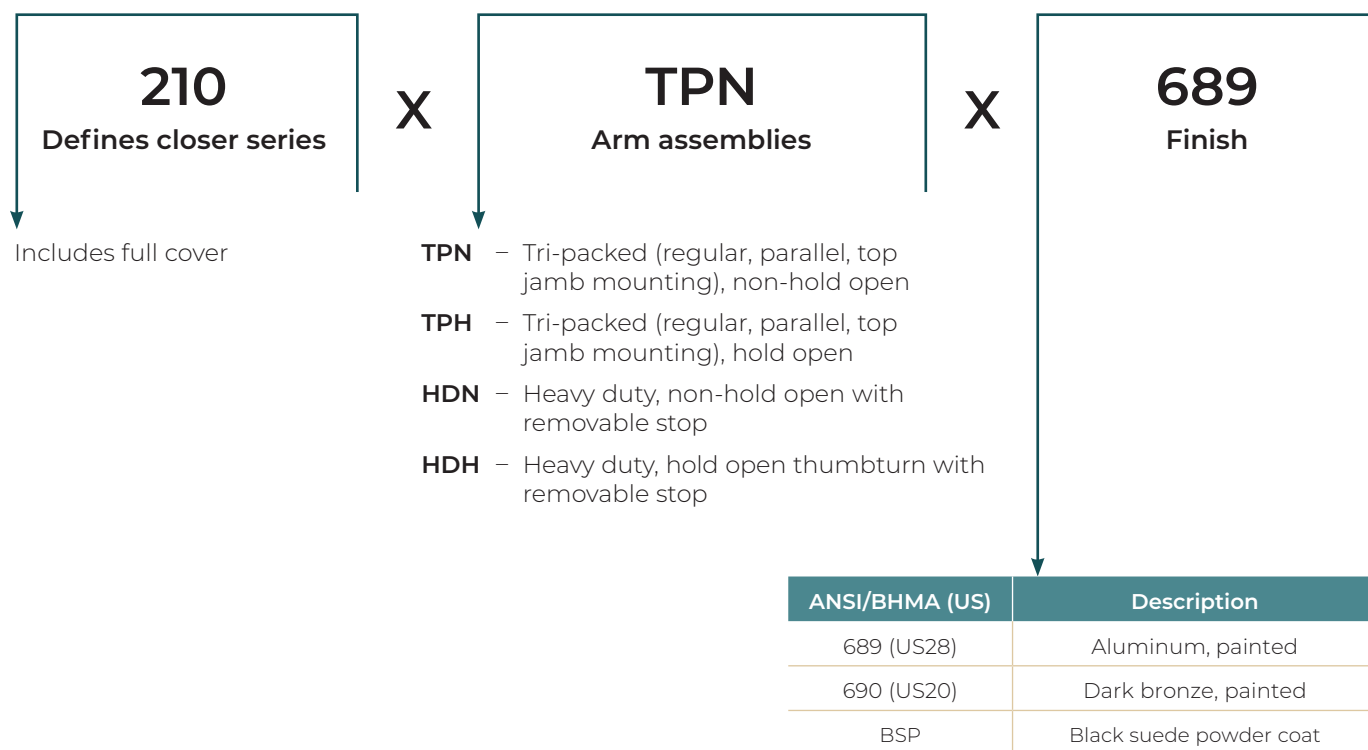 210
Defines closer series
X
TPN
Arm assemblies
X
689
Finish
Includes full cover
TPN – Tri-packed (regular, parallel, top
jamb mounting), non-hold open
TPH – Tri-packed (regular, parallel, top
jamb mounting), hold open
HDN – Heavy duty, non-hold open with
removable stop
HDH – Heavy duty, hold open thumbturn with
removable stop
ANSI/BHMA (US) Description
689 (US28) Aluminum, painted
690 (US20) Dark bronze, painted
BSP Black suede powder coat